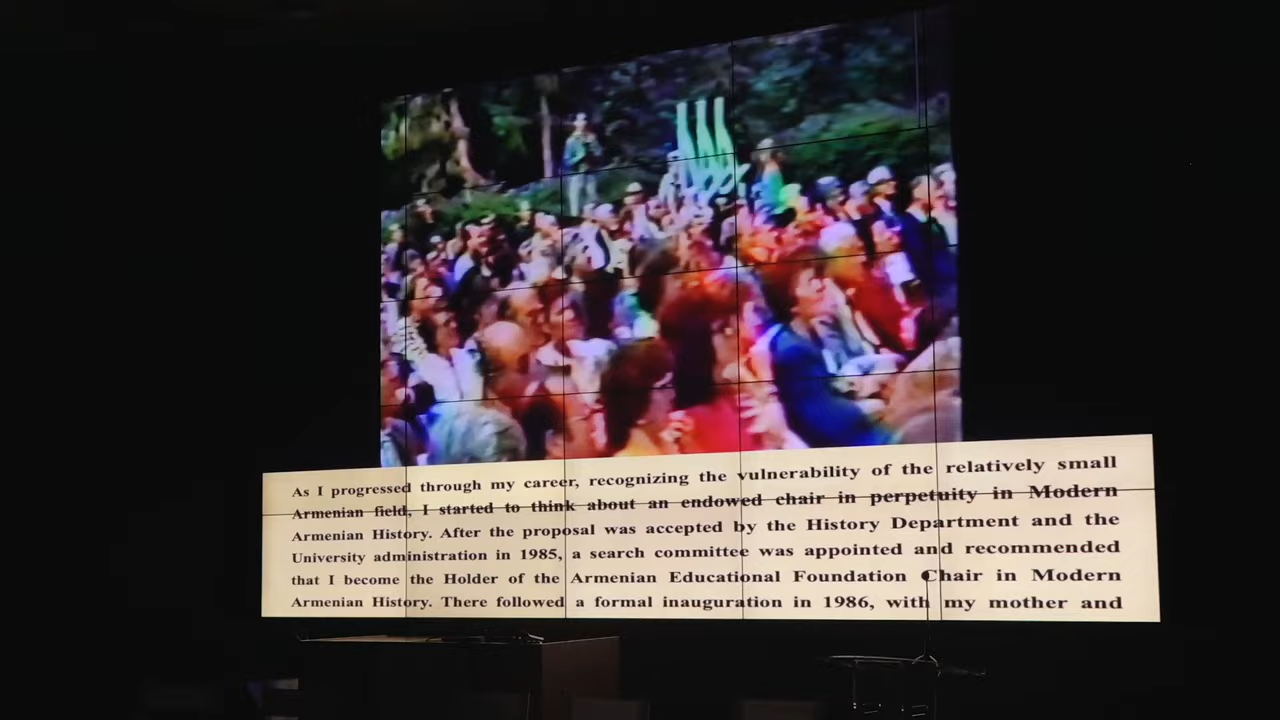 As I progressed through my career, recognizing the vulnerability of the relatively small
Armenian field, I started to think about an endowed chair in perpetuity in Modern
Armenian History. After the proposal was accepted by the History Department and the
University administration in 1985, a search committee was appointed and recommended
that I become the Holder of the Armenian Educational Foundation Chair in Modern
Armenian History. There followed a formal inauguration in 1986, with my mother and